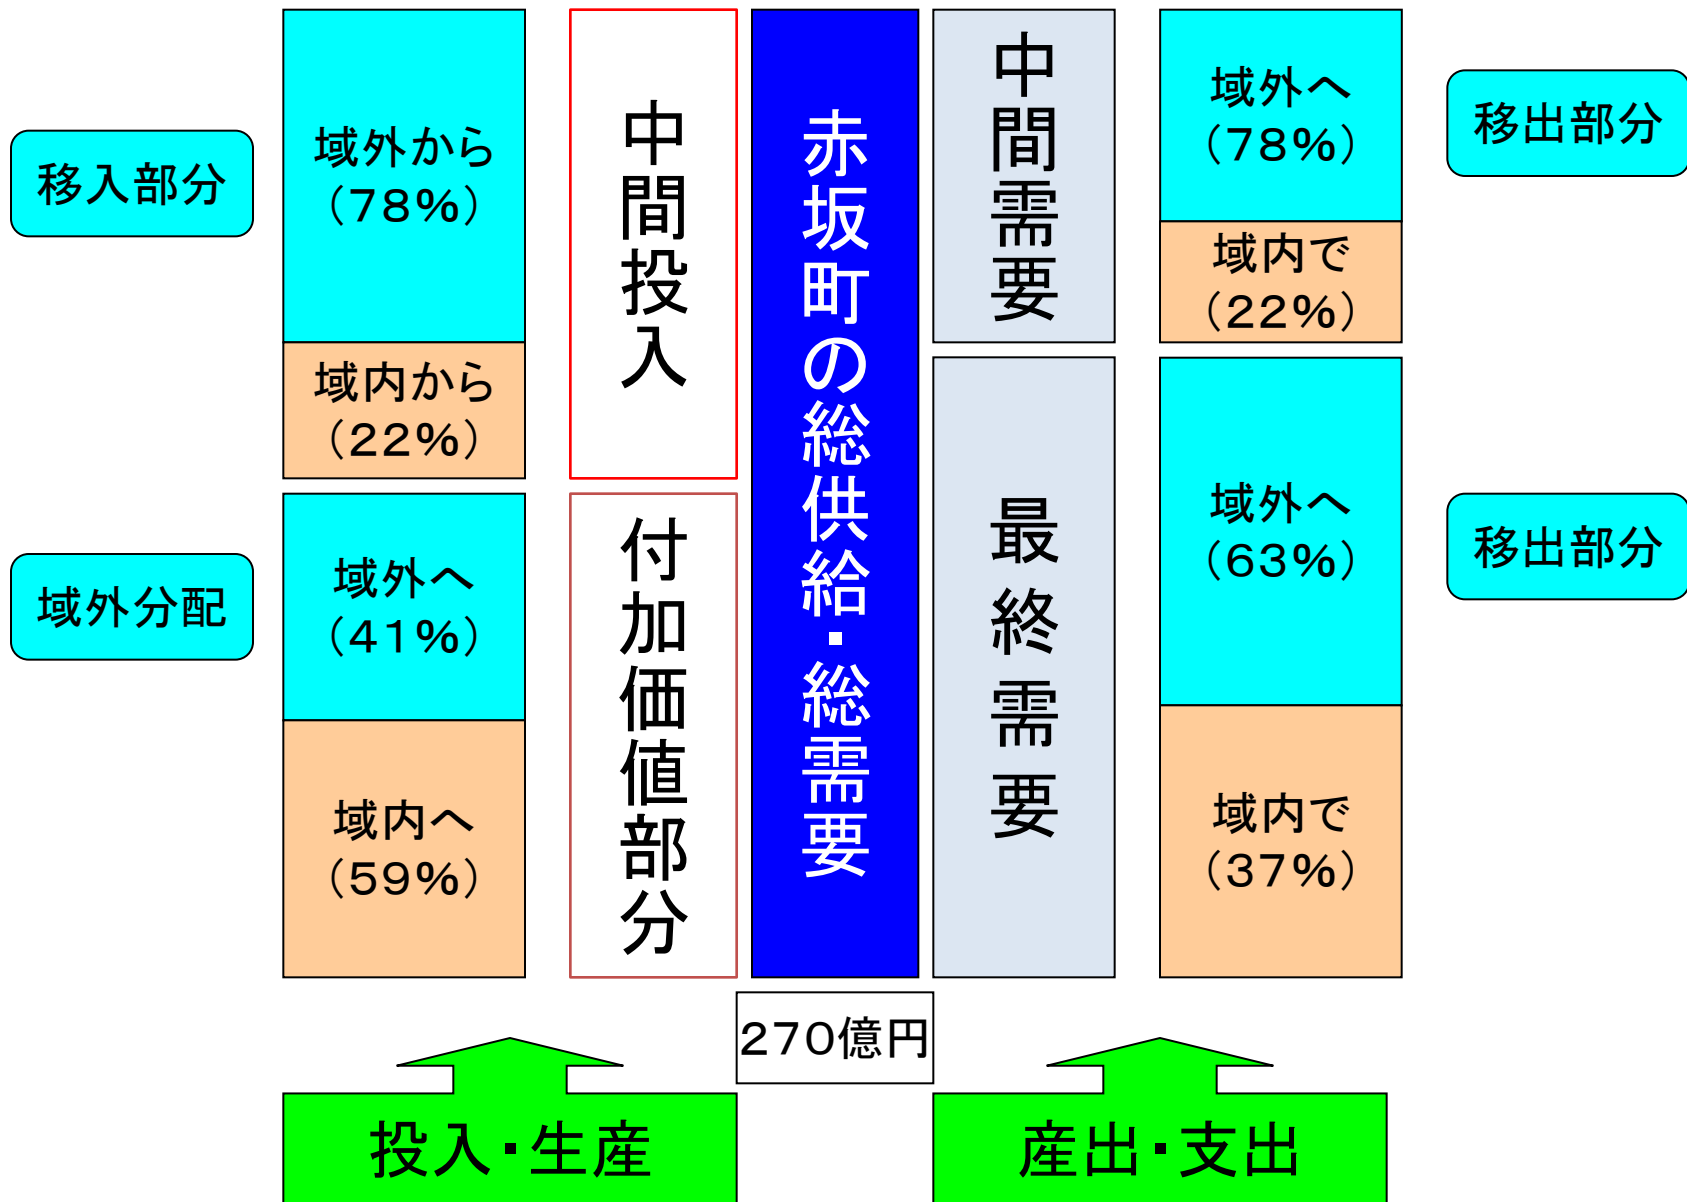 移入部分
域外から
（78%）
域内から
（22%）
域外分配
域外へ
（41%）
域内へ
（59%）
中間投入
付加価値部分
赤坂町の総供給・総需要
中間需要
最終需要
域外へ
（78%）
域内で
（22%）
移出部分
域外へ
（63%）
域内で
（37%）
移出部分
270億円
投入・生産
産出・支出